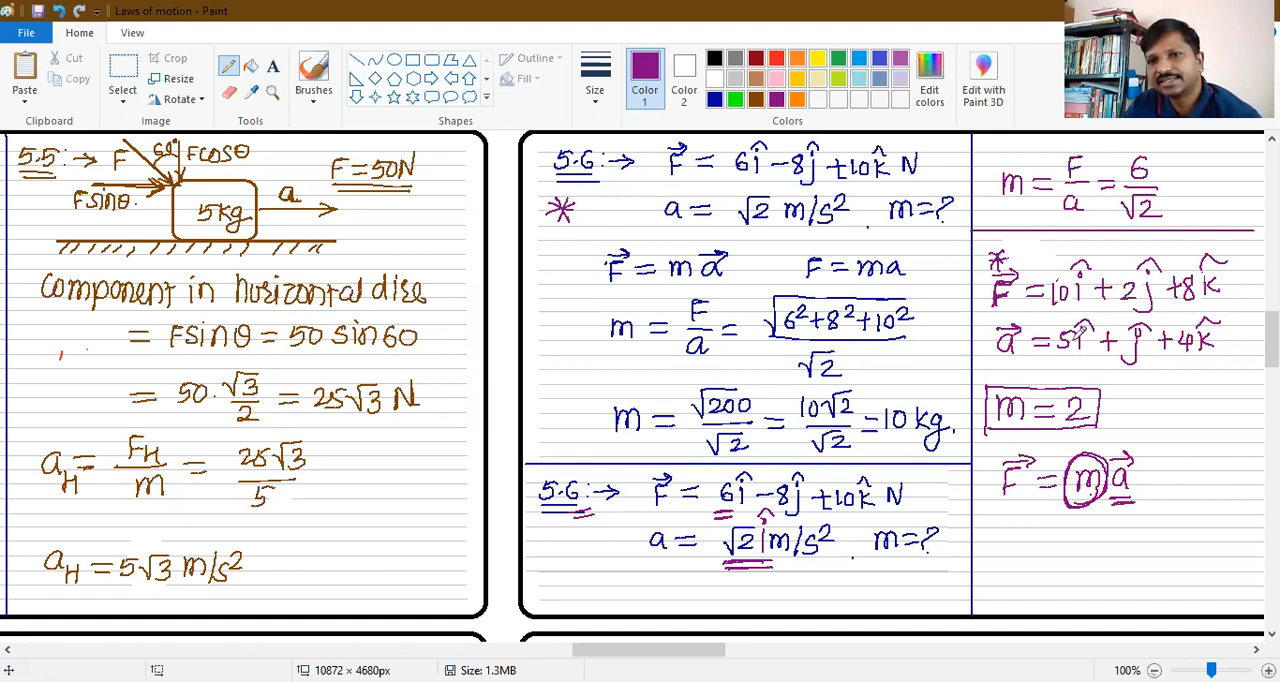 Laws of motion - Paint
File Home View
Paste Cut Copy Clipboard
Select Crop Resize Rotate Image
Tools
Brushes
Outline Fill Shapes
Size
Color 1 Color 2 Edit colors Edit with Paint 3D Colors
5.5:→ F 60° Fcosθ F = 50N
Fsinθ. 5kg a
component in horizontal direc
= Fsinθ = 50 sin60
= 50. √3/2 = 25√3 N
a_H = F_H/m = 25√3/5
a_H = 5√3 m/s²
5.6:→ F⃗ = 6î - 8ĵ + 10k̂ N
* a = √2 m/s² . m=?
F⃗ = ma⃗ F = ma
m = F/a = √(6²+8²+10²)/√2
m = √200/√2 = 10√2/√2 = 10 kg.
5.6:→ F⃗ = 6î - 8ĵ + 10k̂ N
a = √2 î m/s² . m=?
m = F/a = 6/√2
*
F⃗ = 10î + 2ĵ + 8k̂
a⃗ = 5î + ĵ + 4k̂
m = 2
F⃗ = ma⃗
10872 × 4680px Size: 1.3MB 100%